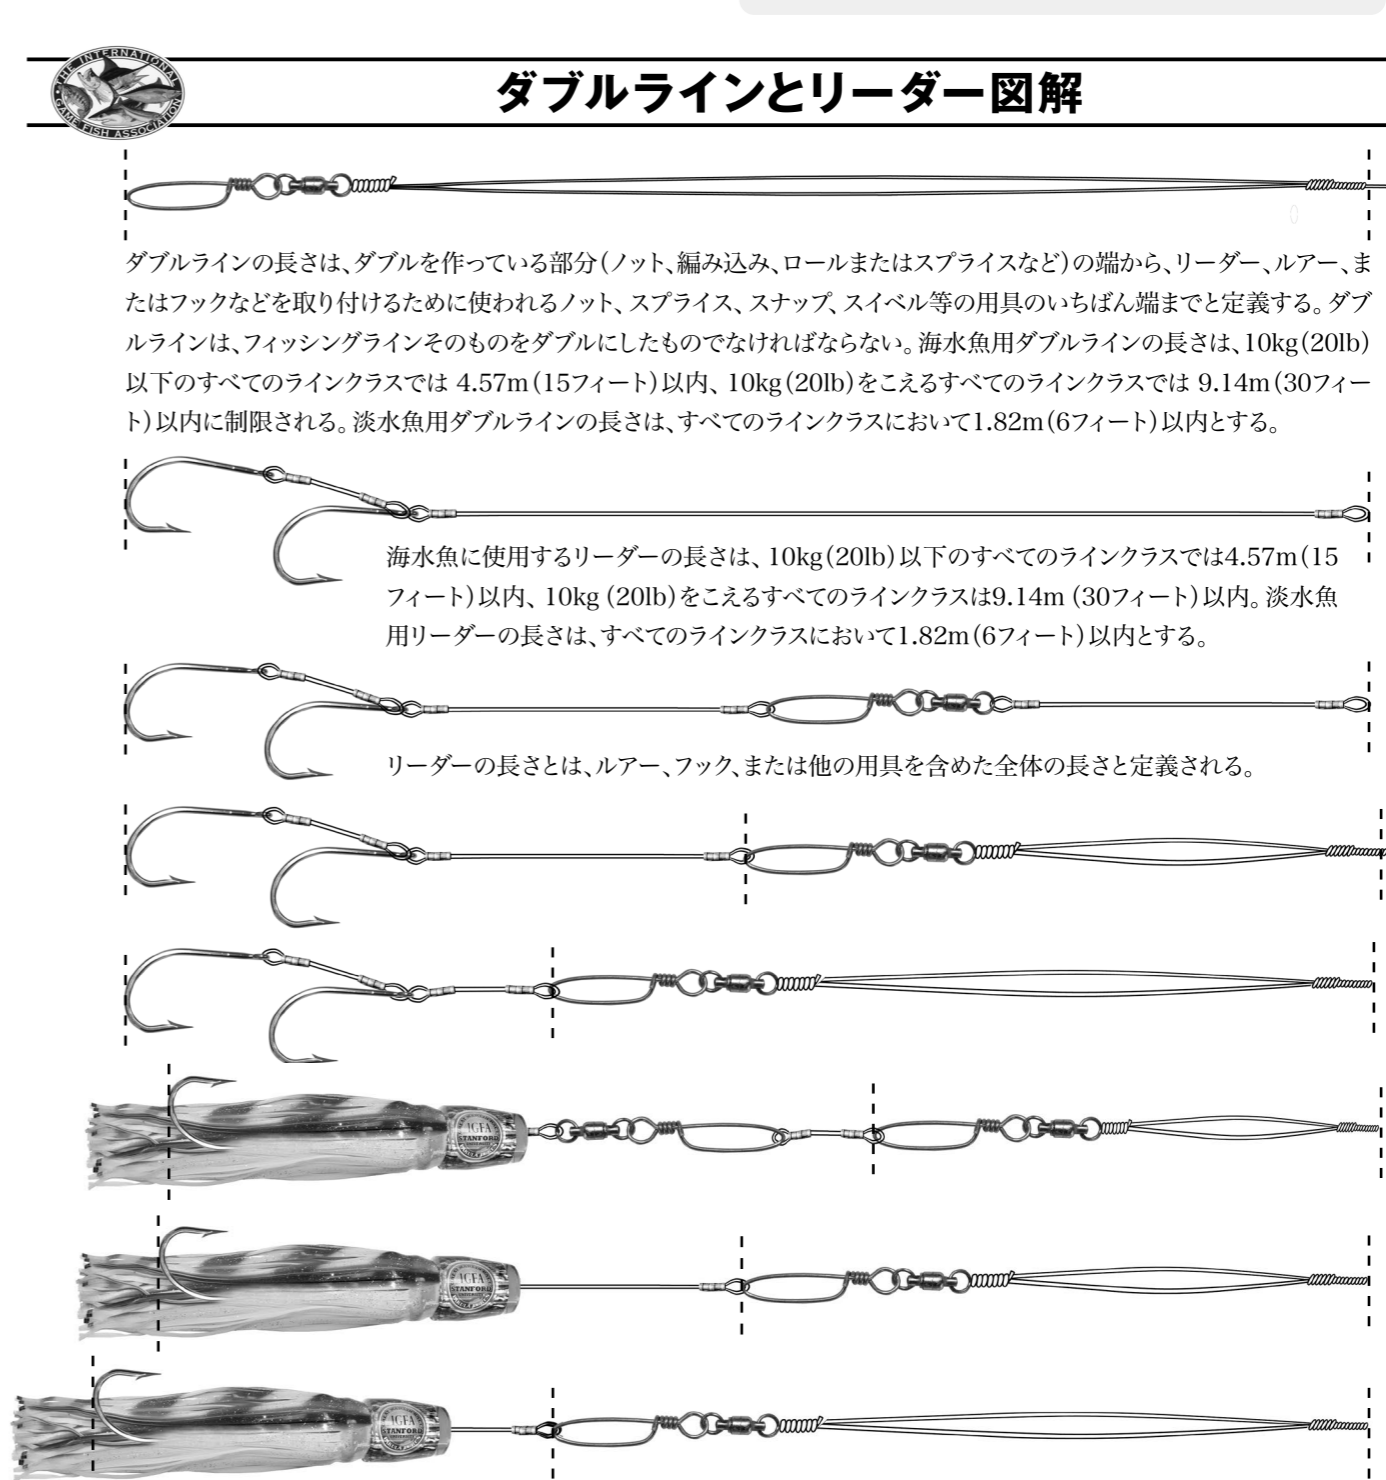 THE INTERNATIONAL
GAME FISH ASSOCIATION
ダブルラインとリーダー図解
ダブルラインの長さは、ダブルを作っている部分(ノット、編み込み、ロールまたはスプライスなど)の端から、リーダー、ルアー、ま
たはフックなどを取り付けるために使われるノット、スプライス、スナップ、スイベル等の用具のいちばん端までと定義する。ダブ
ルラインは、フィッシングラインそのものをダブルにしたものでなければならない。海水魚用ダブルラインの長さは、10kg(20lb)
以下のすべてのラインクラスでは 4.57m(15フィート)以内、10kg(20lb)をこえるすべてのラインクラスでは 9.14m(30フィー
ト)以内に制限される。淡水魚用ダブルラインの長さは、すべてのラインクラスにおいて1.82m(6フィート)以内とする。
海水魚に使用するリーダーの長さは、10kg(20lb)以下のすべてのラインクラスでは4.57m(15
フィート)以内、10kg (20lb)をこえるすべてのラインクラスは9.14m (30フィート)以内。淡水魚
用リーダーの長さは、すべてのラインクラスにおいて1.82m(6フィート)以内とする。
リーダーの長さとは、ルアー、フック、または他の用具を含めた全体の長さと定義される。
IGFA
STANFORD
IGFA
STANFORD
IGFA
STANFORD